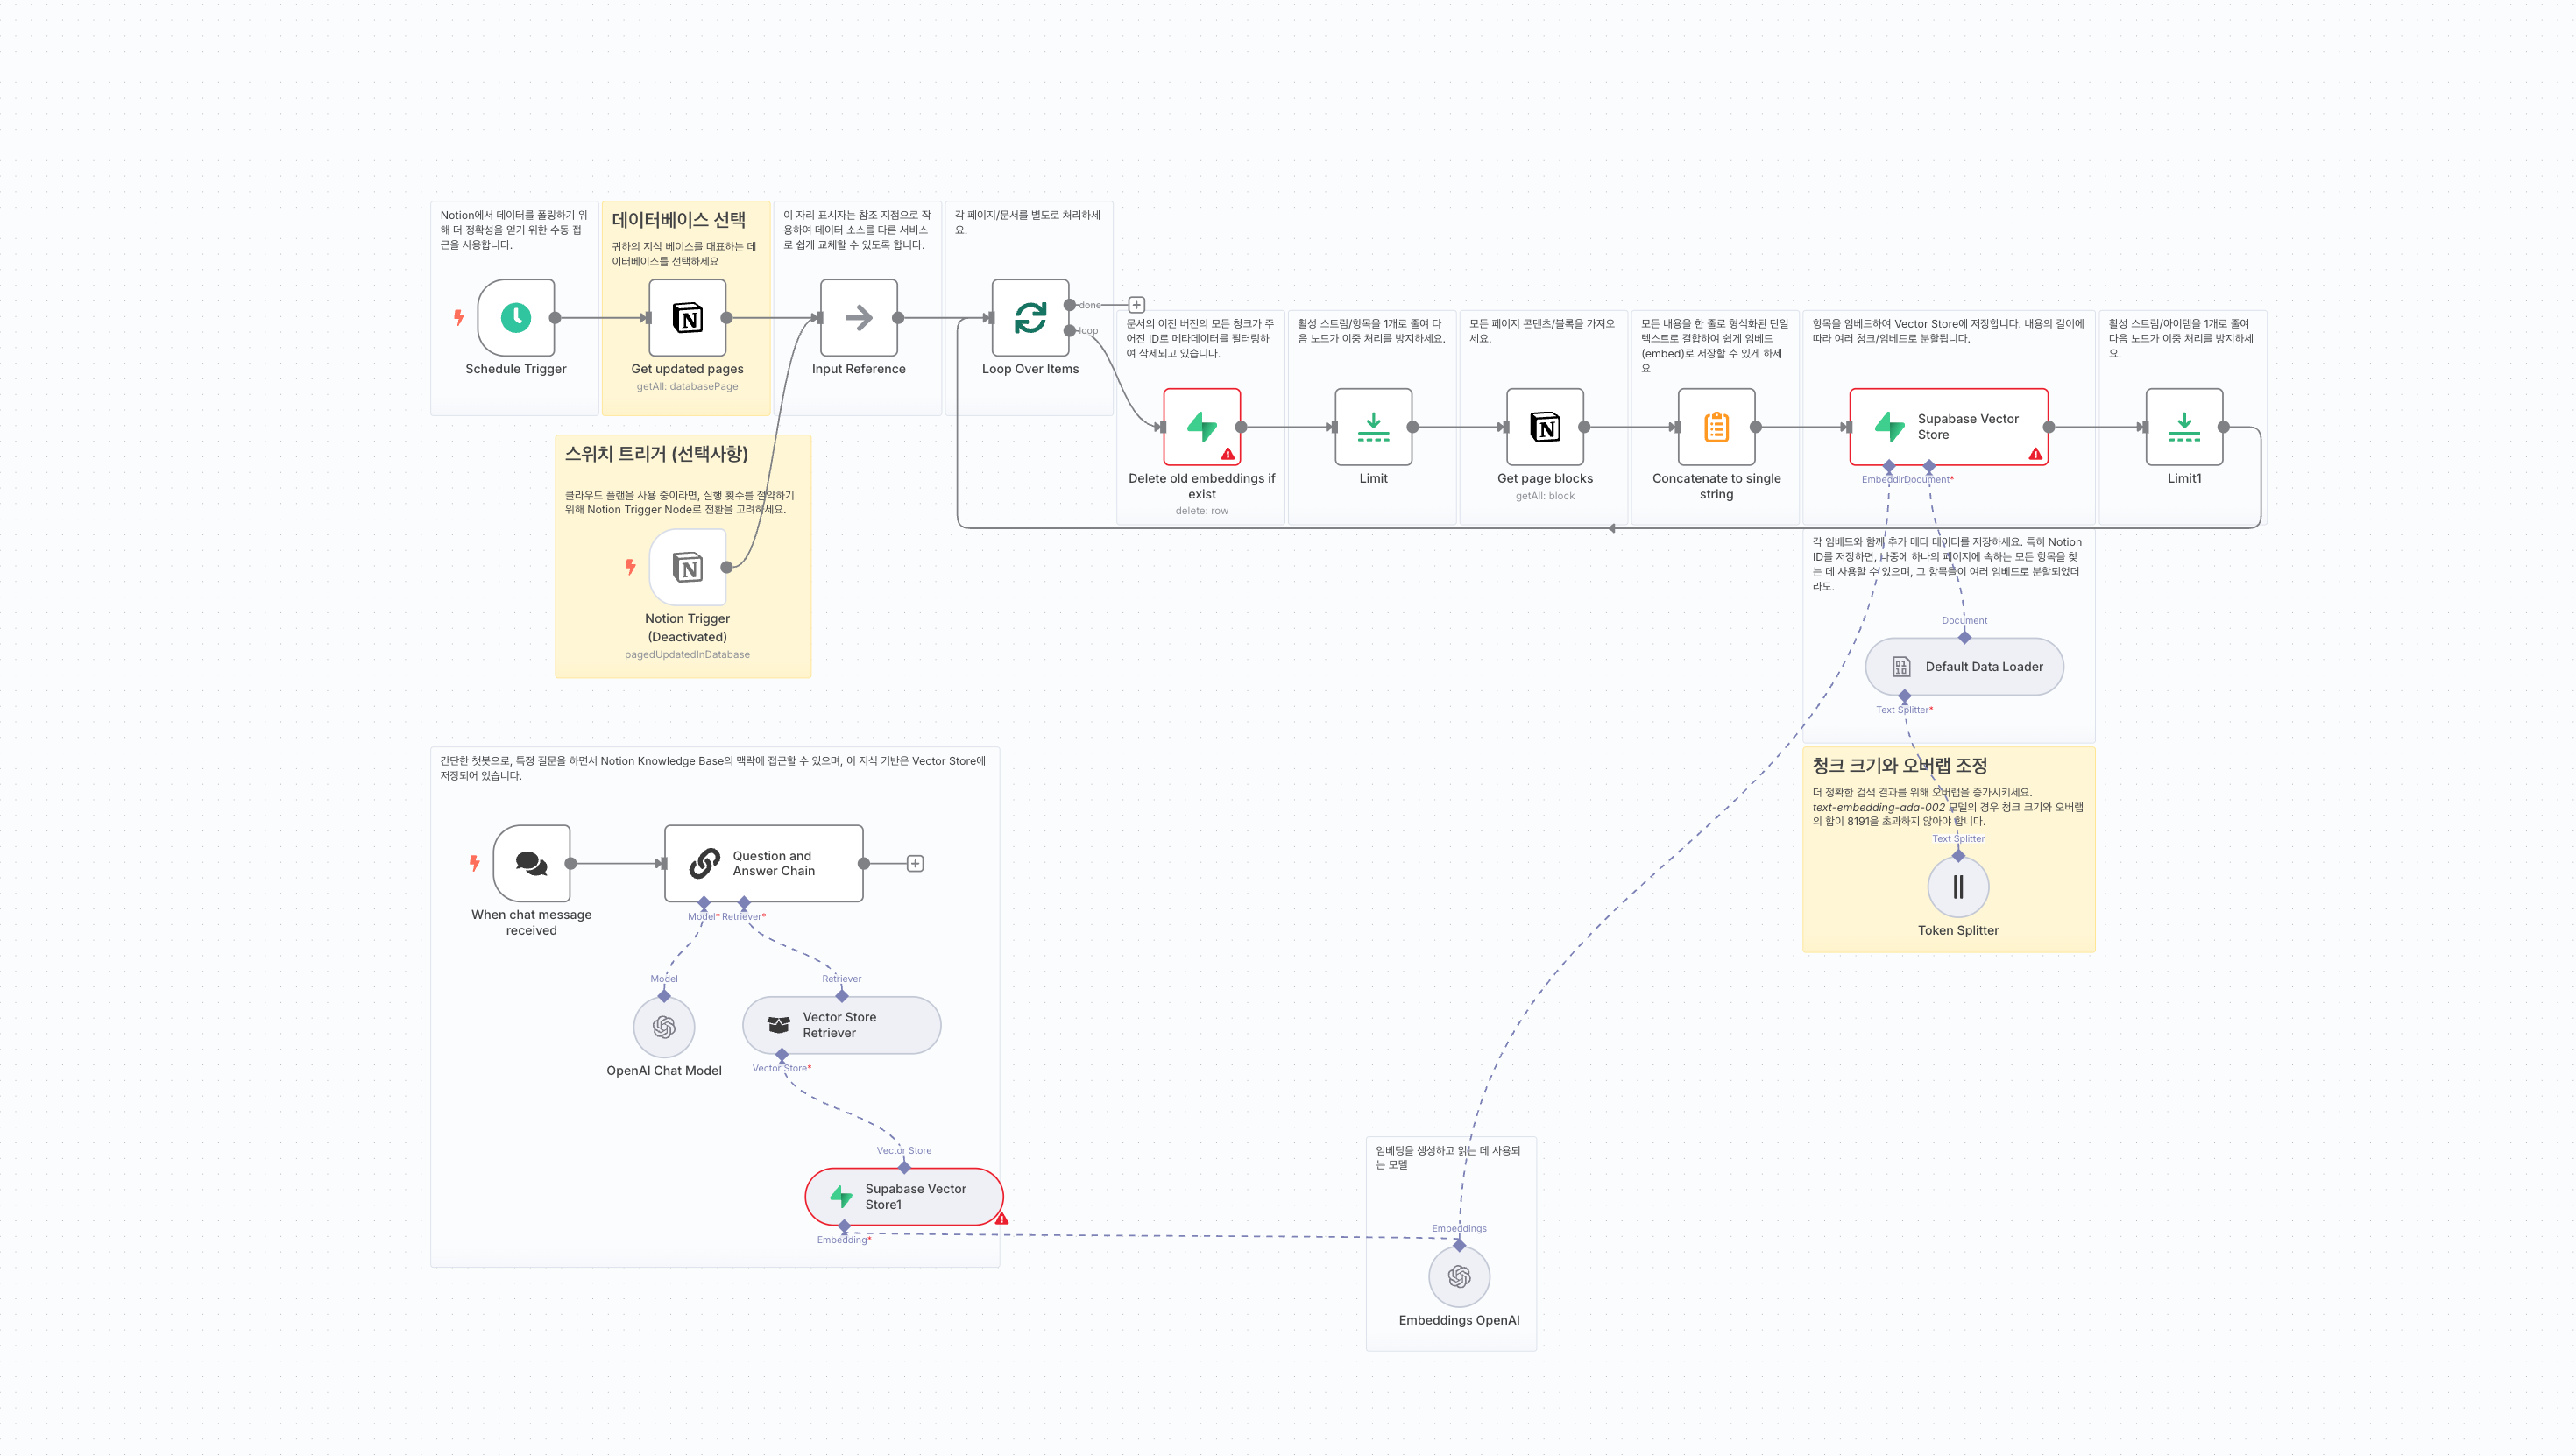 Notion에서 데이터를 폴링하기 위
해 더 정확성을 얻기 위한 수동 접
근을 사용합니다.
Schedule Trigger
데이터베이스 선택
귀하의 지식 베이스를 대표하는 데
이터베이스를 선택하세요
Get updated pages
getAll: databasePage
이 자리 표시자는 참조 지점으로 작
용하여 데이터 소스를 다른 서비스
로 쉽게 교체할 수 있도록 합니다.
Input Reference
각 페이지/문서를 별도로 처리하세
요.
done
loop
Loop Over Items
문서의 이전 버전의 모든 청크가 주
어진 ID로 메타데이터를 필터링하
여 삭제되고 있습니다.
Delete old embeddings if
exist
delete: row
활성 스트림/항목을 1개로 줄여 다
음 노드가 이중 처리를 방지하세요.
Limit
모든 페이지 콘텐츠/블록을 가져오
세요.
Get page blocks
getAll: block
모든 내용을 한 줄로 형식화된 단일
텍스트로 결합하여 쉽게 임베드
(embed)로 저장할 수 있게 하세
요
Concatenate to single
string
항목을 임베드하여 Vector Store에 저장합니다. 내용의 길이에
따라 여러 청크/임베드로 분할됩니다.
Supabase Vector
Store
EmbeddirDocument*
활성 스트림/아이템을 1개로 줄여
다음 노드가 이중 처리를 방지하세
요.
Limit1
스위치 트리거 (선택사항)
클라우드 플랜을 사용 중이라면, 실행 횟수를 절약하기
위해 Notion Trigger Node로 전환을 고려하세요.
Notion Trigger
(Deactivated)
pagedUpdatedInDatabase
각 임베드와 함께 추가 메타 데이터를 저장하세요. 특히 Notion
ID를 저장하면, 나중에 하나의 페이지에 속하는 모든 항목을 찾
는 데 사용할 수 있으며, 그 항목들이 여러 임베드로 분할되었더
라도.
Document
Default Data Loader
Text Splitter*
청크 크기와 오버랩 조정
더 정확한 검색 결과를 위해 오버랩을 증가시키세요.
text-embedding-ada-002 모델의 경우 청크 크기와 오버랩
의 합이 8191을 초과하지 않아야 합니다.
Text Splitter
Token Splitter
간단한 챗봇으로, 특정 질문을 하면서 Notion Knowledge Base의 맥락에 접근할 수 있으며, 이 지식 기반은 Vector Store에
저장되어 있습니다.
When chat message
received
Question and
Answer Chain
Model* Retriever*
Model
OpenAI Chat Model
Retriever
Vector Store
Retriever
Vector Store*
Vector Store
Supabase Vector
Store1
Embedding*
임베딩을 생성하고 읽는 데 사용되
는 모델
Embeddings
Embeddings OpenAI